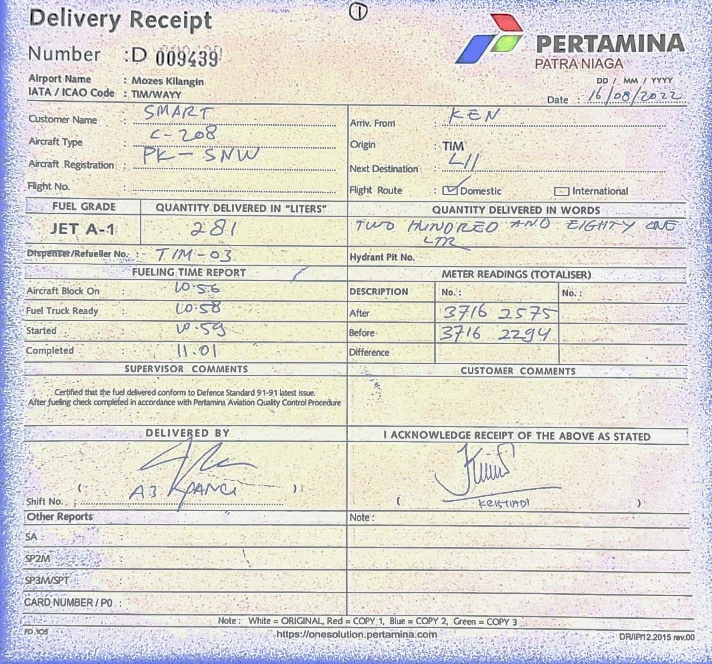 Delivery Receipt
1
PERTAMINA
PATRA NIAGA
Number :D 009439
Airport Name : Mozes Kilangin
IATA / ICAO Code : TIM/WAYY
DD / MM / YYYY
Date : 16/08/2022
Customer Name : SMART
Arriv. From : KEN
Aircraft Type : C-208
Origin : TIM
Aircraft Registration : PK-SNW
Next Destination :
Flight No. :
Flight Route : Domestic International
FUEL GRADE QUANTITY DELIVERED IN "LITERS" QUANTITY DELIVERED IN WORDS
JET A-1 281 TWO HUNDRED AND EIGHTY ONE
LTR
Dispenser/Refueller No. : TIM-03 Hydrant Pit No.
FUELING TIME REPORT METER READINGS (TOTALISER)
Aircraft Block On : 10.56 DESCRIPTION No. : No. :
Fuel Truck Ready : 10.58 After 3716 2575
Started : 10.59 Before 3716 2294
Completed : 11.01 Difference
SUPERVISOR COMMENTS CUSTOMER COMMENTS
Certified that the fuel delivered conform to Defence Standard 91-91 latest issue.
After fueling check completed in accordance with Pertamina Aviation Quality Control Procedure
DELIVERED BY I ACKNOWLEDGE RECEIPT OF THE ABOVE AS STATED
( )
Shift No. : ( KRISTIADI )
Other Reports Note :
SA :
SP2M :
SP3M/SPT :
CARD NUMBER / PO :
Note : White = ORIGINAL, Red = COPY 1, Blue = COPY 2, Green = COPY 3
FD 105 https://onesolution.pertamina.com DR/IP/12.2015 rev.00